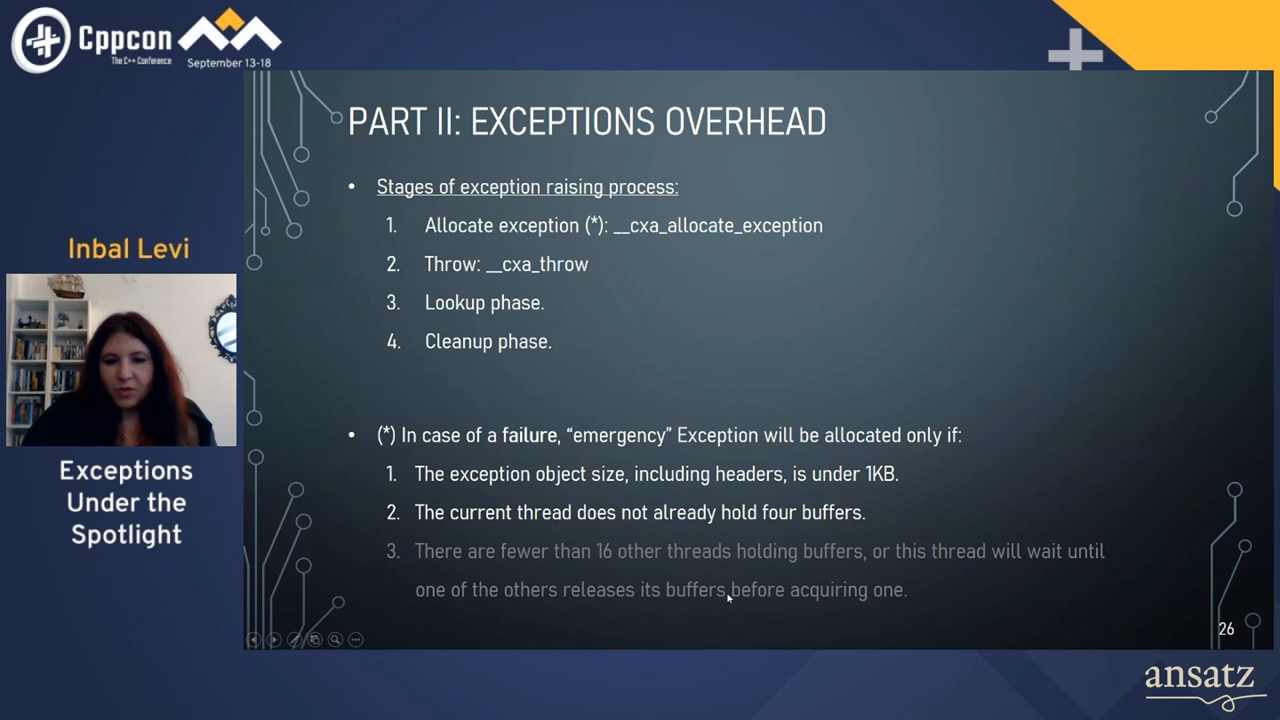 Cppcon
The C++ Conference
September 13-18
PART II: EXCEPTIONS OVERHEAD
• Stages of exception raising process:
1. Allocate exception (*): __cxa_allocate_exception
2. Throw: __cxa_throw
3. Lookup phase.
4. Cleanup phase.
Inbal Levi
Exceptions
Under the
Spotlight
• (*) In case of a failure, “emergency” Exception will be allocated only if:
1. The exception object size, including headers, is under 1KB.
2. The current thread does not already hold four buffers.
3. There are fewer than 16 other threads holding buffers, or this thread will wait until
one of the others releases its buffers before acquiring one.
26
ansatz